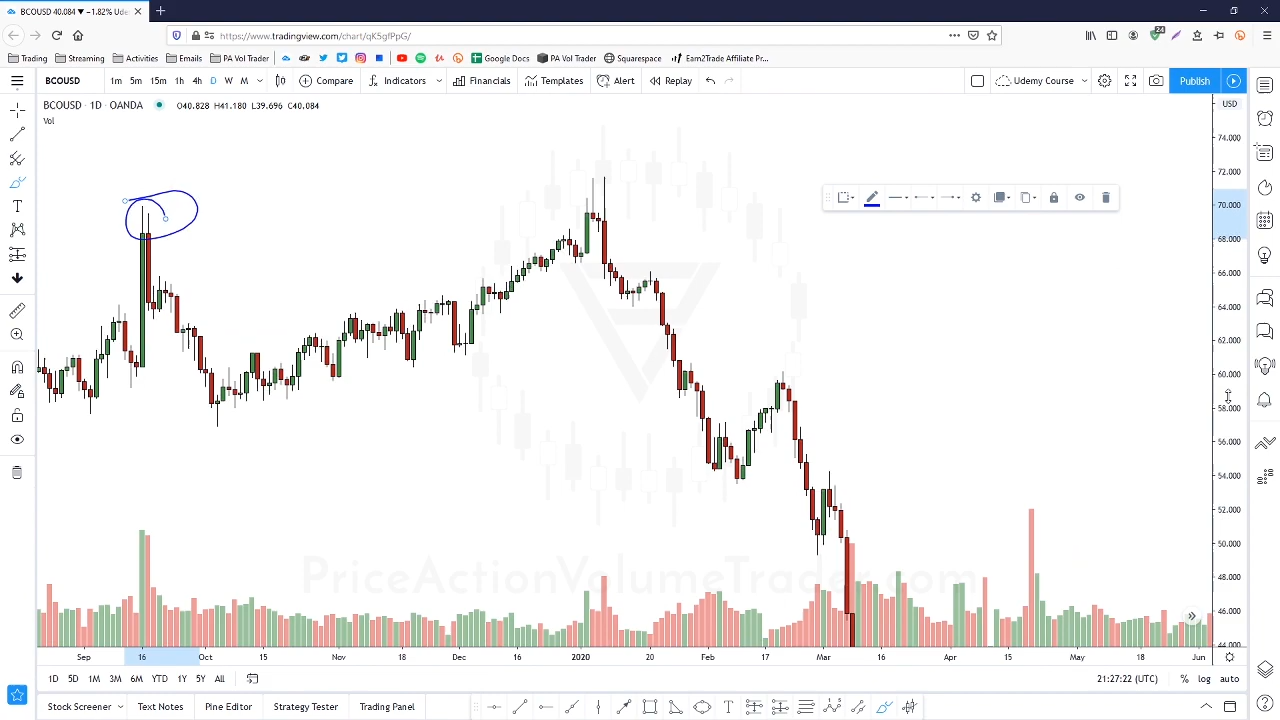 BCOUSD 40.084 ▼ −1.82% Ude
https://www.tradingview.com/chart/qK5gfPpG/
24
Trading Streaming Activities Emails PA Vol Trader Google Docs PA Vol Trader Squarespace Earn2Trade Affiliate Pr...
BCOUSD 1m 5m 15m 1h 4h D W M Compare Indicators Financials Templates Alert Replay Udemy Course Publish
BCOUSD · 1D · OANDA O40.828 H41.180 L39.696 C40.084
USD
Vol
74.000
72.000
70.000
68.000
66.000
64.000
62.000
60.000
58.000
56.000
54.000
52.000
50.000
48.000
46.000
44.000
PriceActionVolumeTrader.com
Sep 16 Oct 15 Nov 18 Dec 16 2020 20 Feb 17 Mar 16 Apr 15 May 18 Jun
1D 5D 1M 3M 6M YTD 1Y 5Y All 21:27:22 (UTC) % log auto
Stock Screener Text Notes Pine Editor Strategy Tester Trading Panel